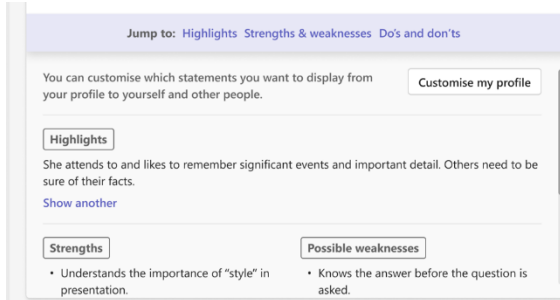 Jump to: Highlights Strengths & weaknesses Do's and don'ts
You can customise which statements you want to display from
your profile to yourself and other people.
Customise my profile
Highlights
She attends to and likes to remember significant events and important detail. Others need to be
sure of their facts.
Show another
Strengths
• Understands the importance of “style” in
presentation.
Possible weaknesses
• Knows the answer before the question is
asked.